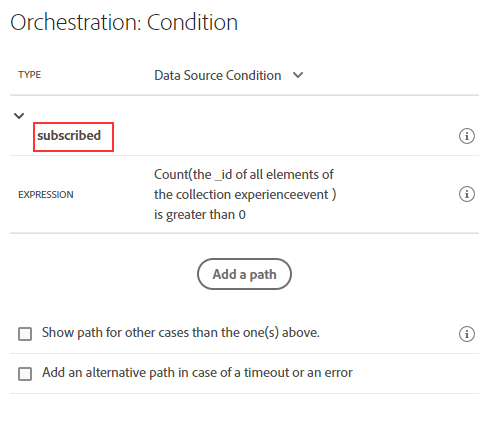 Orchestration: Condition
TYPE
Data Source Condition
subscribed
EXPRESSION
Count(the _id of all elements of
the collection experienceevent )
is greater than 0
Add a path
Show path for other cases than the one(s) above.
Add an alternative path in case of a timeout or an error